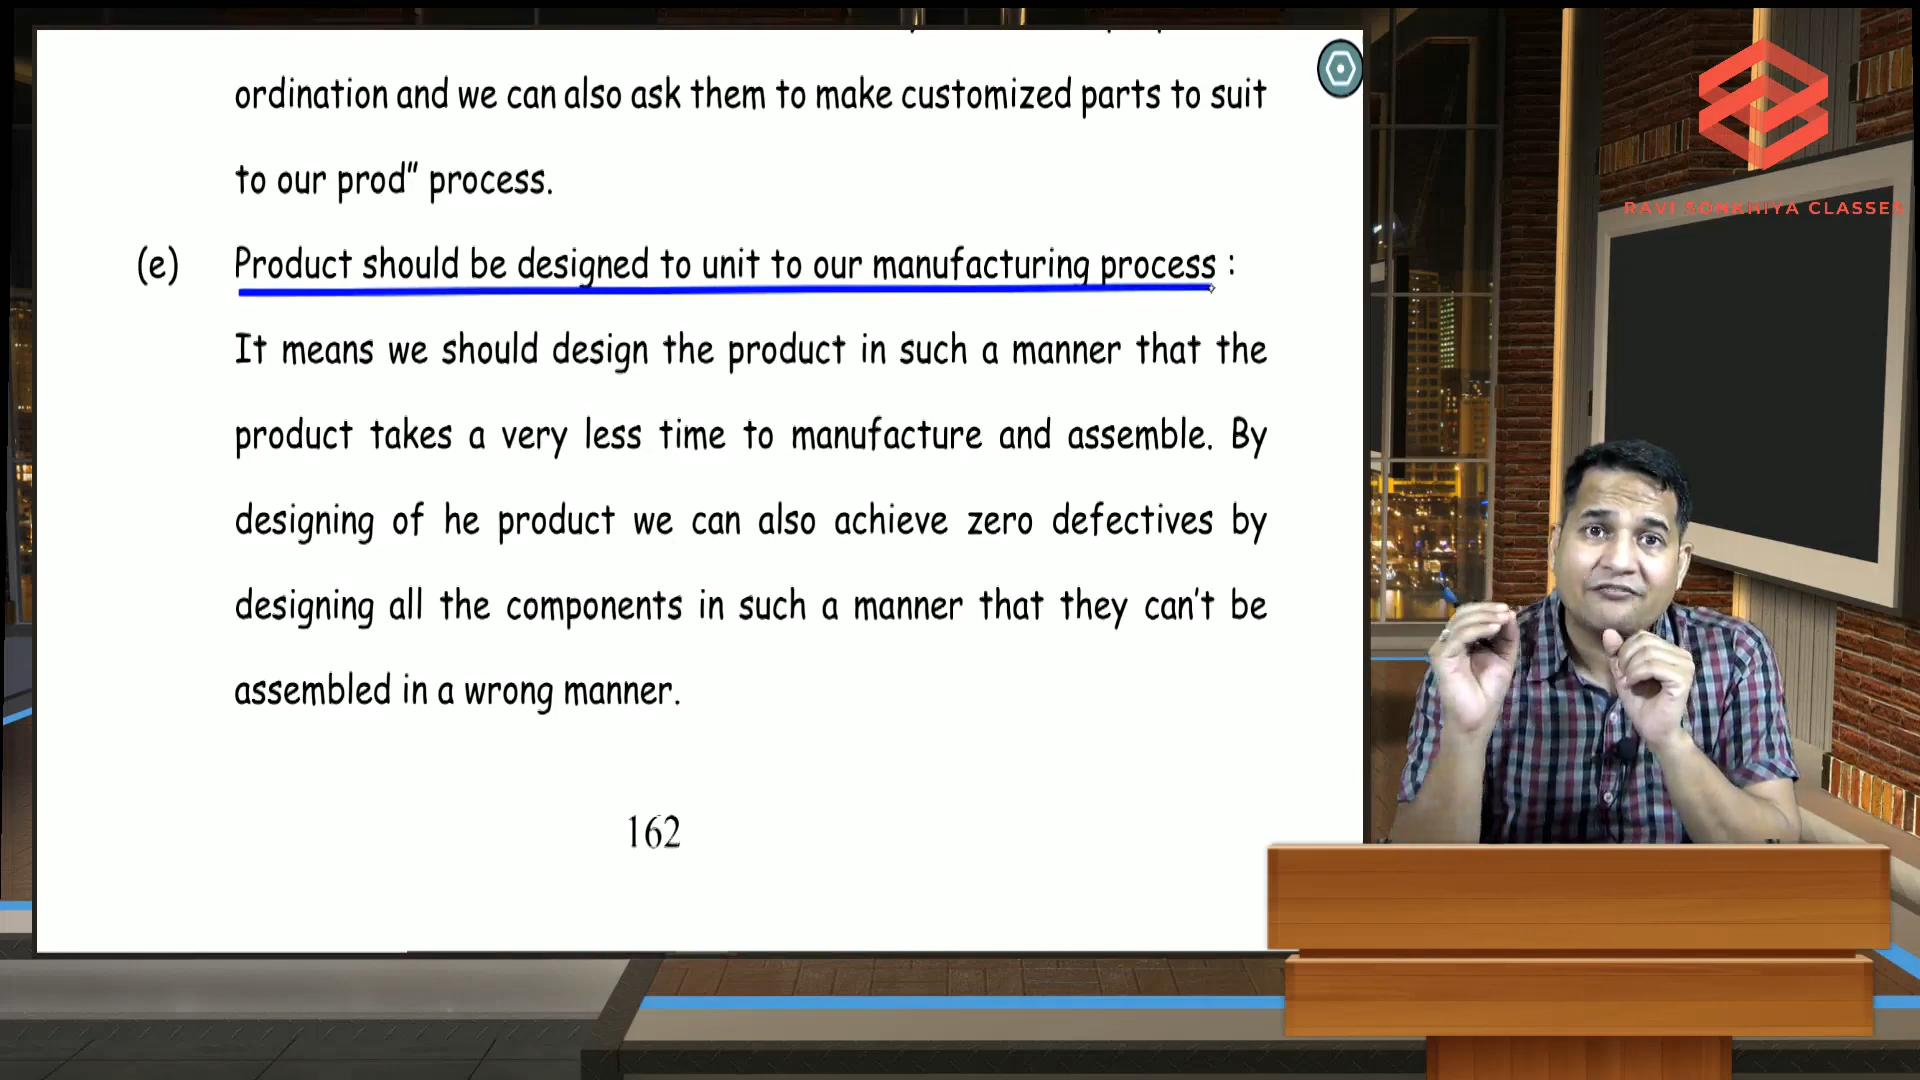 ordination and we can also ask them to make customized parts to suit
to our prod” process.
(e) Product should be designed to unit to our manufacturing process :
It means we should design the product in such a manner that the
product takes a very less time to manufacture and assemble. By
designing of he product we can also achieve zero defectives by
designing all the components in such a manner that they can't be
assembled in a wrong manner.
162
RAVI SONKHIYA CLASSES